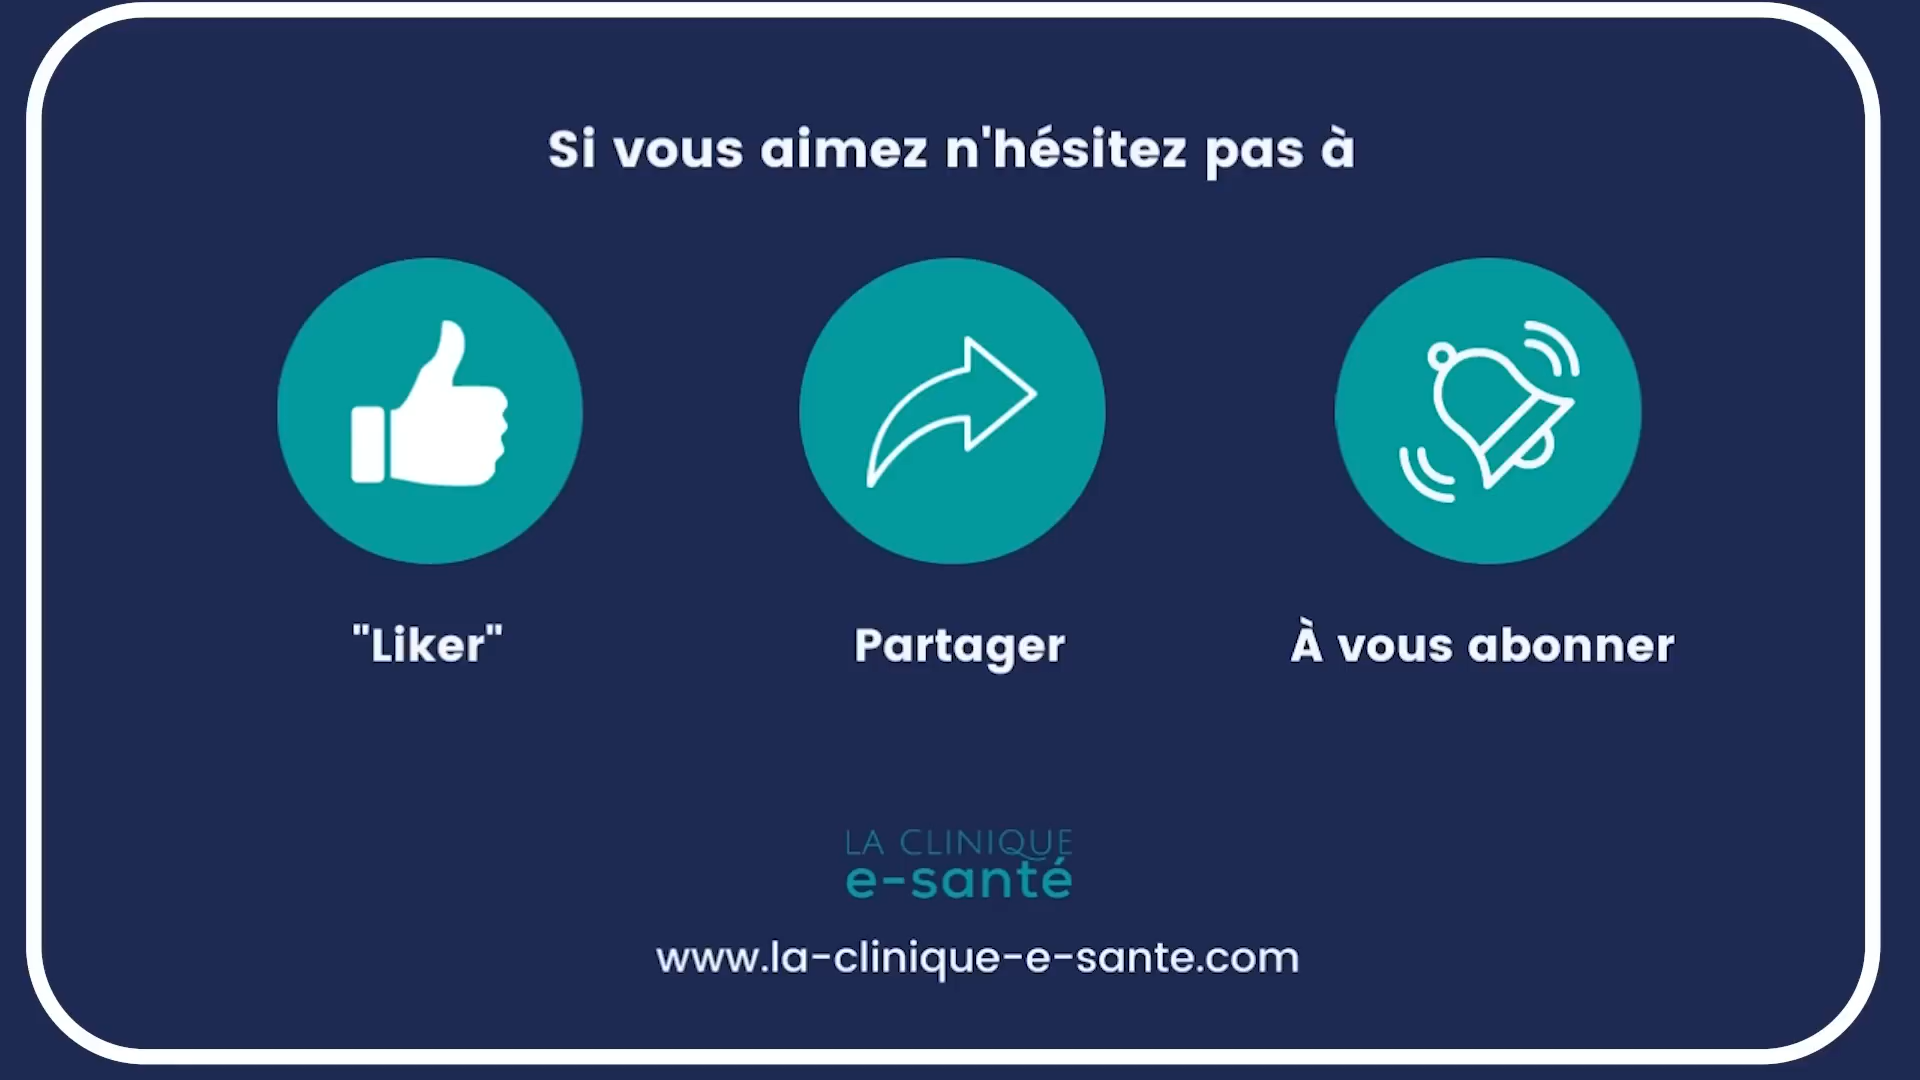 Si vous aimez n'hésitez pas à
"Liker"
Partager
À vous abonner
LA CLINIQUE
e-santé
www.la-clinique-e-sante.com